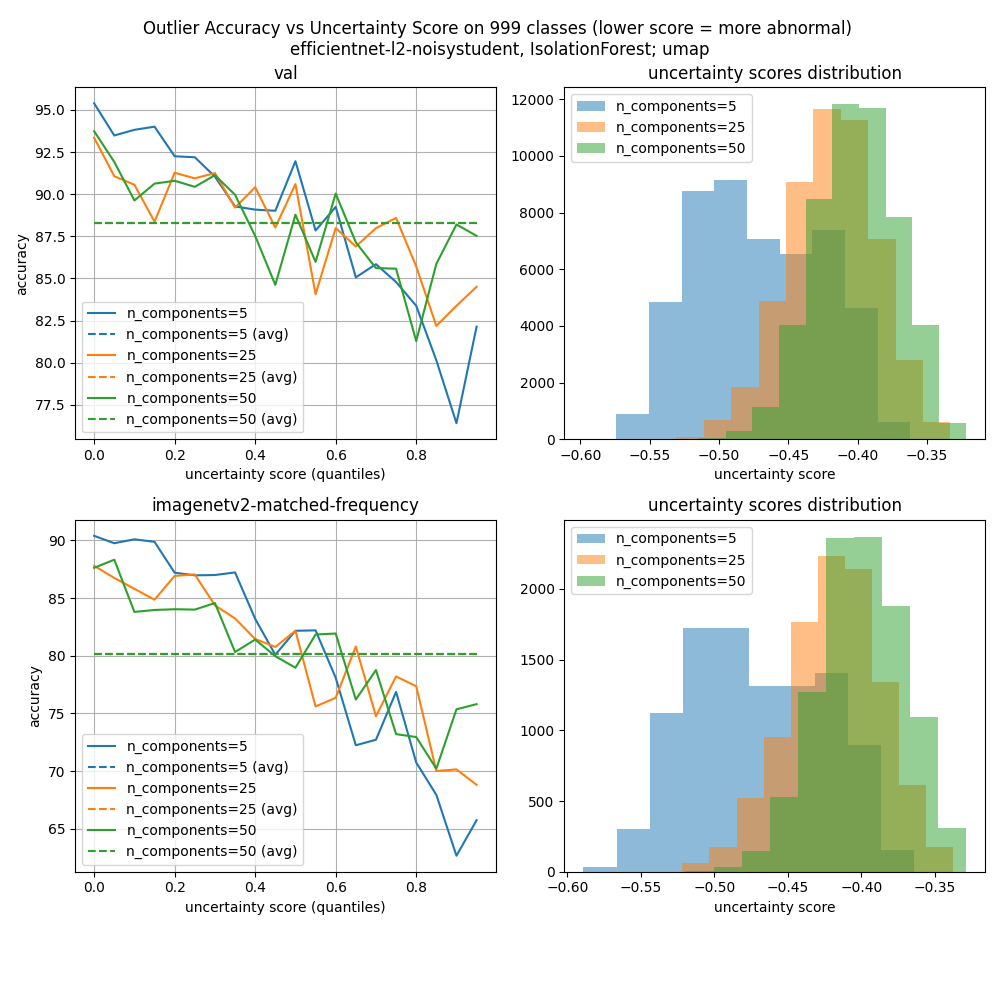 Outlier Accuracy vs Uncertainty Score on 999 classes (lower score = more abnormal)
efficientnet-l2-noisystudent, IsolationForest; umap
val
95.0
92.5
90.0
87.5
85.0
82.5
80.0
77.5
accuracy
n_components=5
n_components=5 (avg)
n_components=25
n_components=25 (avg)
n_components=50
n_components=50 (avg)
0.0 0.2 0.4 0.6 0.8
uncertainty score (quantiles)
uncertainty scores distribution
12000
10000
8000
6000
4000
2000
0
n_components=5
n_components=25
n_components=50
−0.60 −0.55 −0.50 −0.45 −0.40 −0.35
uncertainty score
imagenetv2-matched-frequency
90
85
80
75
70
65
accuracy
n_components=5
n_components=5 (avg)
n_components=25
n_components=25 (avg)
n_components=50
n_components=50 (avg)
0.0 0.2 0.4 0.6 0.8
uncertainty score (quantiles)
uncertainty scores distribution
2000
1500
1000
500
0
n_components=5
n_components=25
n_components=50
−0.60 −0.55 −0.50 −0.45 −0.40 −0.35
uncertainty score